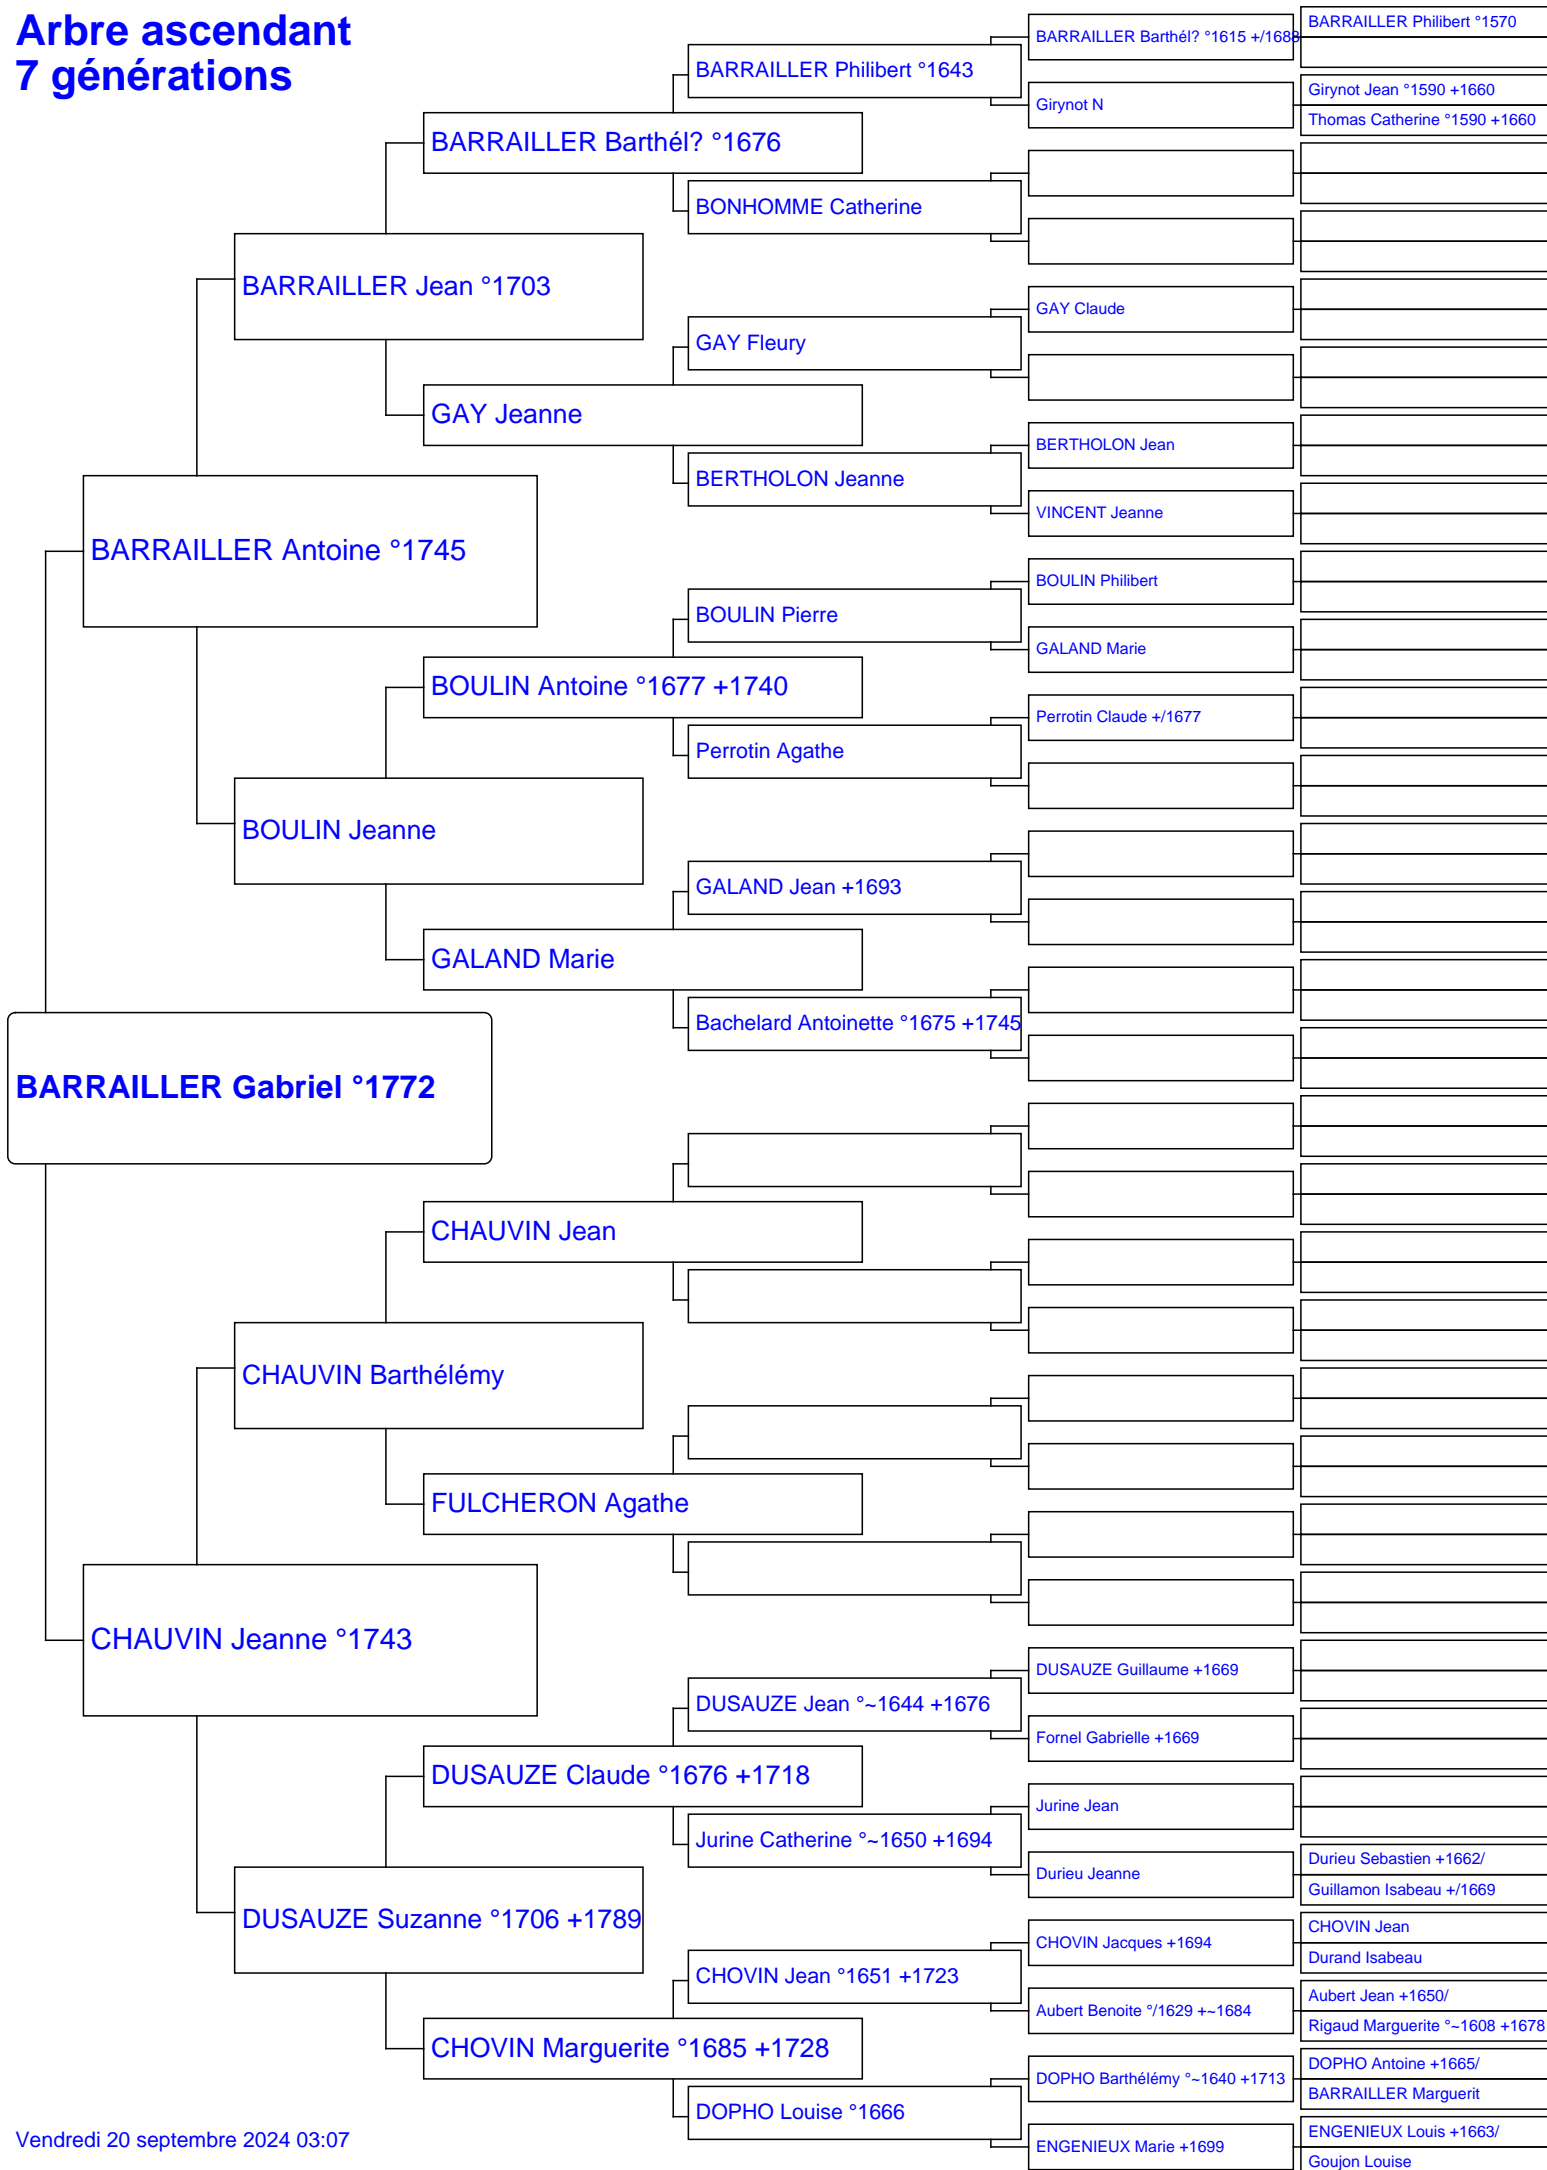 Arbre ascendant
7 générations
BARRAILLER Gabriel °1772
BARRAILLER Antoine °1745
CHAUVIN Jeanne °1743
BARRAILLER Jean °1703
BOULIN Jeanne
CHAUVIN Barthélémy
DUSAUZE Suzanne °1706 +1789
BARRAILLER Barthél? °1676
GAY Jeanne
BOULIN Antoine °1677 +1740
GALAND Marie
CHAUVIN Jean
FULCHERON Agathe
DUSAUZE Claude °1676 +1718
CHOVIN Marguerite °1685 +1728
BARRAILLER Philibert °1643
BONHOMME Catherine
GAY Fleury
BERTHOLON Jeanne
BOULIN Pierre
Perrotin Agathe
GALAND Jean +1693
Bachelard Antoinette °1675 +1745
DUSAUZE Jean °~1644 +1676
Jurine Catherine °~1650 +1694
CHOVIN Jean °1651 +1723
DOPHO Louise °1666
BARRAILLER Barthél? °1615 +/1688
Girynot N
GAY Claude
BERTHOLON Jean
VINCENT Jeanne
BOULIN Philibert
GALAND Marie
Perrotin Claude +/1677
DUSAUZE Guillaume +1669
Fornel Gabrielle +1669
Jurine Jean
Durieu Jeanne
CHOVIN Jacques +1694
Aubert Benoite °/1629 +~1684
DOPHO Barthélémy °~1640 +1713
ENGENIEUX Marie +1699
BARRAILLER Philibert °1570
Girynot Jean °1590 +1660
Thomas Catherine °1590 +1660
Durieu Sebastien +1662/
Guillamon Isabeau +/1669
CHOVIN Jean
Durand Isabeau
Aubert Jean +1650/
Rigaud Marguerite °~1608 +1678
DOPHO Antoine +1665/
BARRAILLER Marguerit
ENGENIEUX Louis +1663/
Goujon Louise
Vendredi 20 septembre 2024 03:07